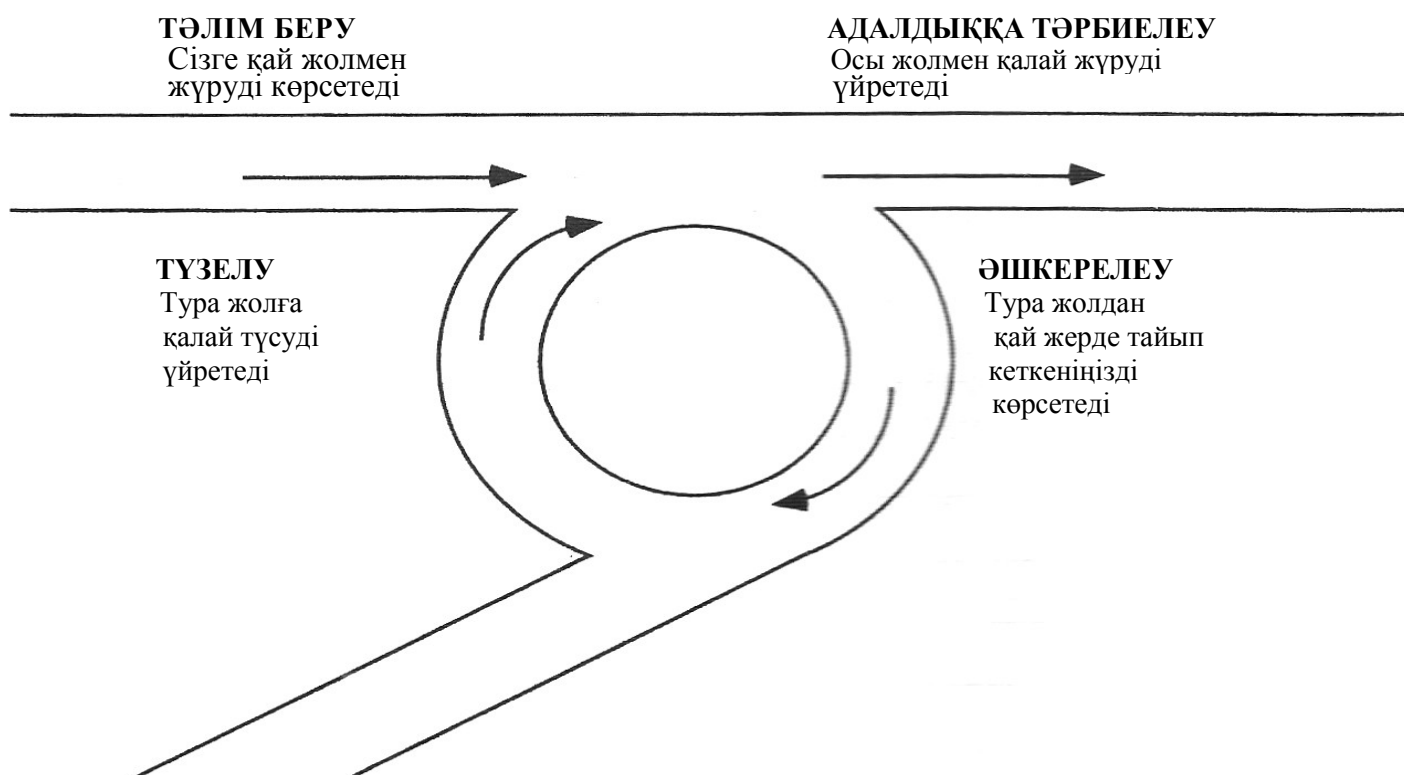 ТӘЛІМ БЕРУ
Сізге қай жолмен
жүруді көрсетеді
АДАЛДЫҚҚА ТӘРБИЕЛЕУ
Осы жолмен қалай жүруді
үйретеді
ТҮЗЕЛУ
Тура жолға
қалай түсуді
үйретеді
ӘШКЕРЕЛЕУ
Тура жолдан
қай жерде тайып
кеткеніңізді
көрсетеді